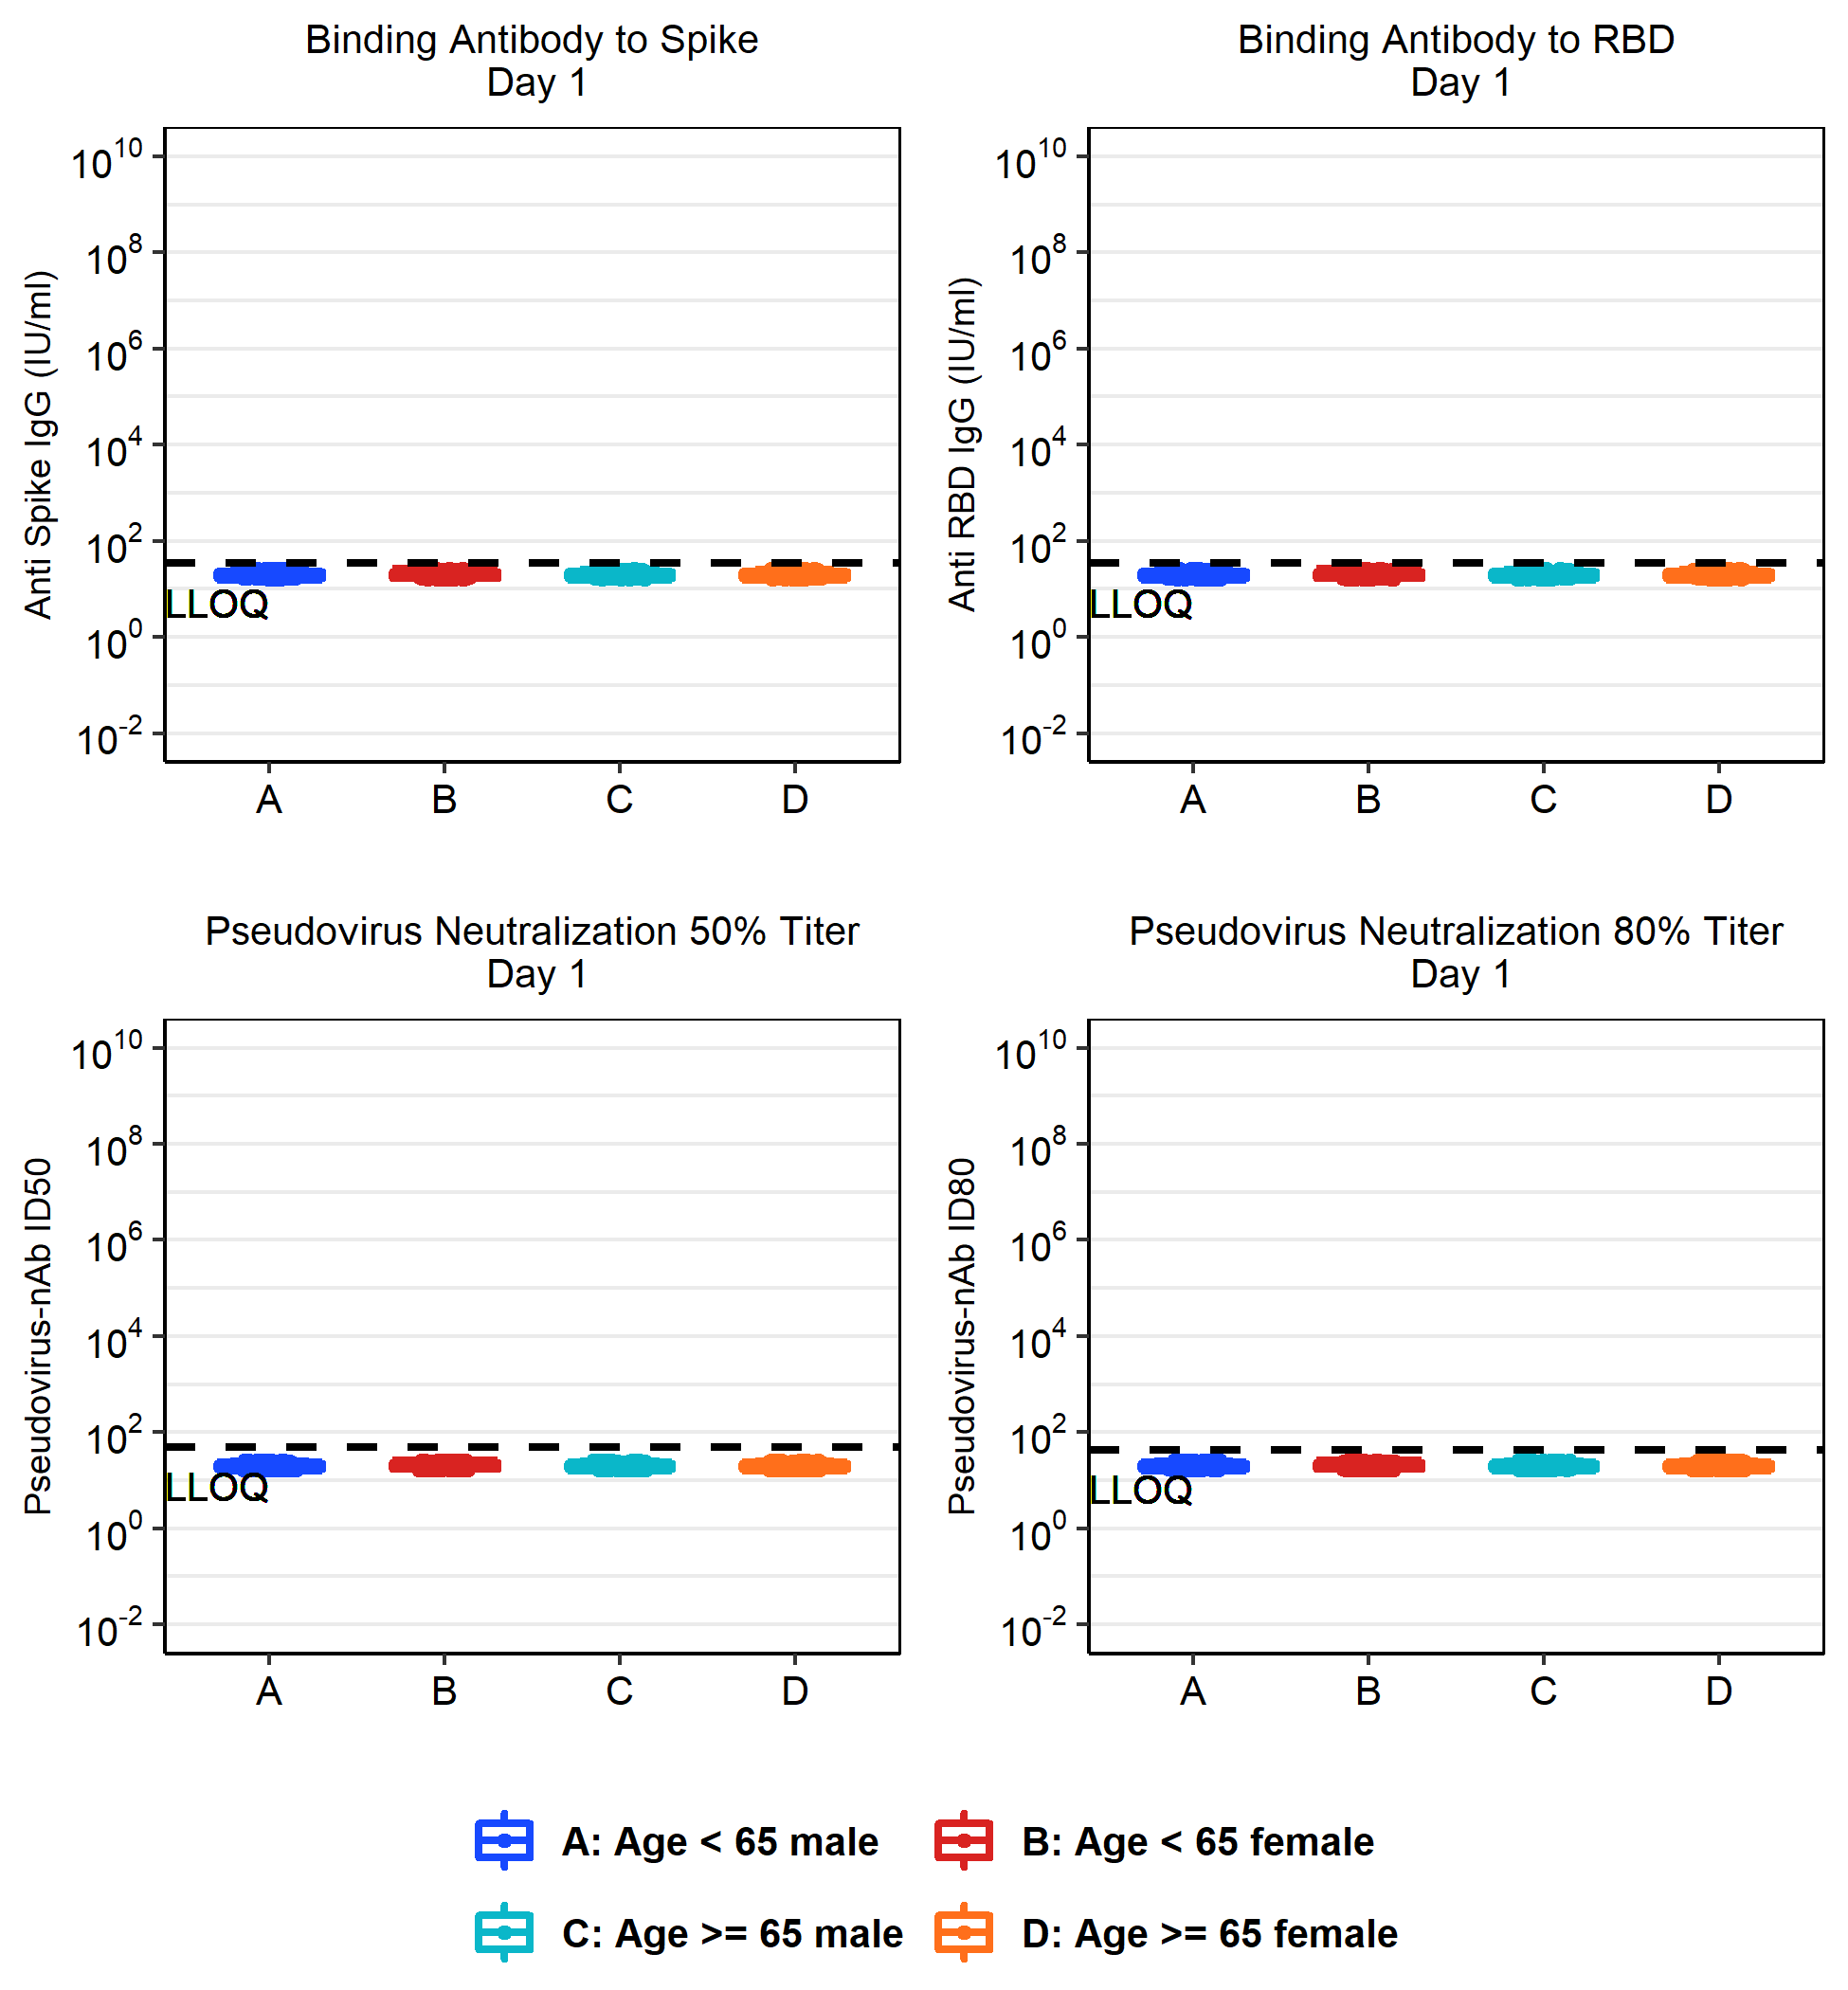 Binding Antibody to Spike
Day 1
Anti Spike IgG (IU/ml)
10^10
10^8
10^6
10^4
10^2
10^0
10^-2
LLOQ
A B C D
Binding Antibody to RBD
Day 1
Anti RBD IgG (IU/ml)
10^10
10^8
10^6
10^4
10^2
10^0
10^-2
LLOQ
A B C D
Pseudovirus Neutralization 50% Titer
Day 1
Pseudovirus-nAb ID50
10^10
10^8
10^6
10^4
10^2
10^0
10^-2
LLOQ
A B C D
Pseudovirus Neutralization 80% Titer
Day 1
Pseudovirus-nAb ID80
10^10
10^8
10^6
10^4
10^2
10^0
10^-2
LLOQ
A B C D
A: Age < 65 male
B: Age < 65 female
C: Age >= 65 male
D: Age >= 65 female